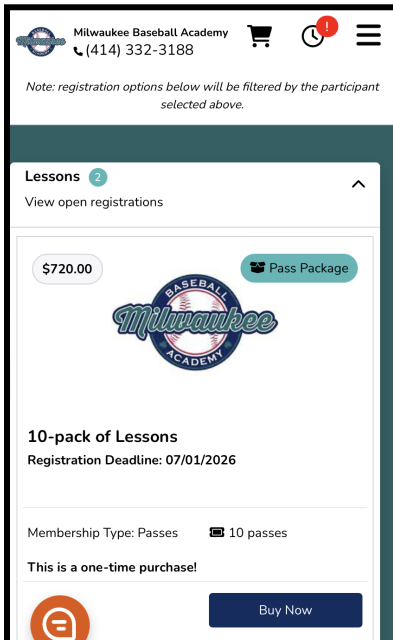 Milwaukee Baseball Academy
(414) 332-3188
!
Note: registration options below will be filtered by the participant
selected above.
Lessons 2
View open registrations
$720.00
Pass Package
BASEBALL
Milwaukee
ACADEMY
10-pack of Lessons
Registration Deadline: 07/01/2026
Membership Type: Passes 10 passes
This is a one-time purchase!
Buy Now